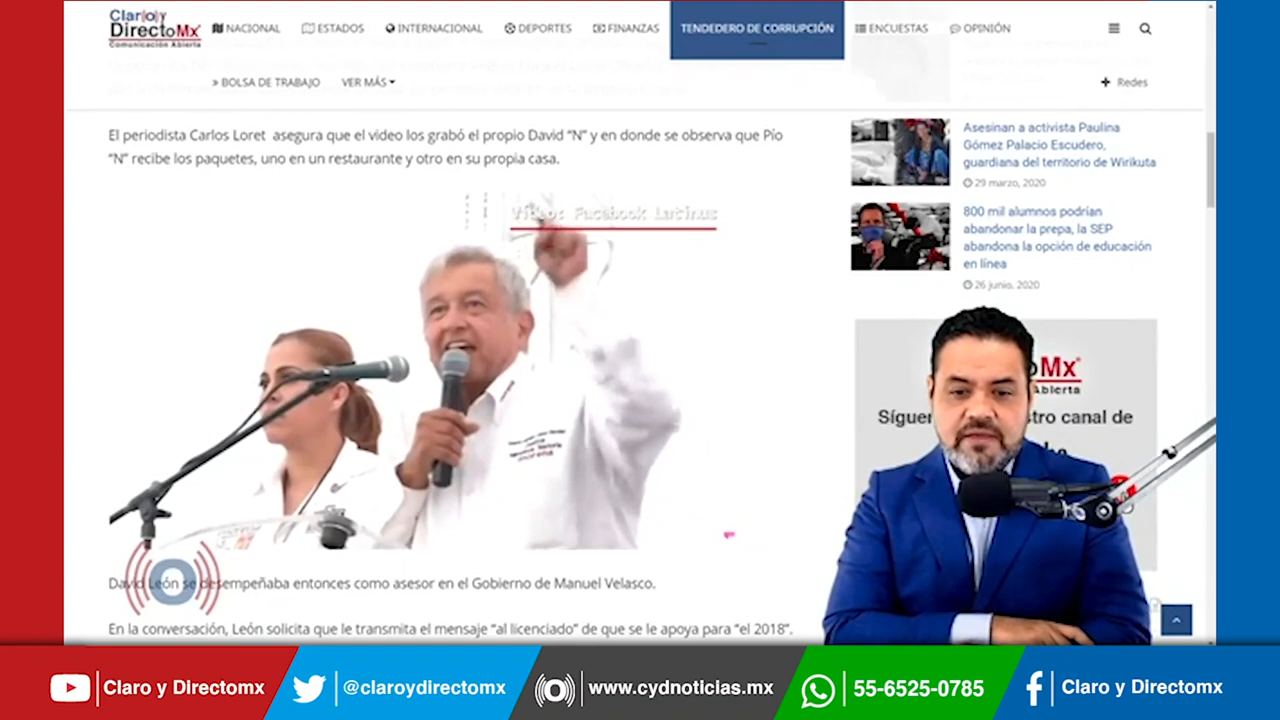 Claro y
DirectoMx
Comunicación Abierta
NACIONAL
ESTADOS
INTERNACIONAL
DEPORTES
FINANZAS
TENDEDERO DE CORRUPCIÓN
ENCUESTAS
OPINIÓN
» BOLSA DE TRABAJO
VER MÁS
+ Redes
El periodista Carlos Loret asegura que el video los grabó el propio David “N” y en donde se observa que Pío
“N” recibe los paquetes, uno en un restaurante y otro en su propia casa.
Video: Facebook Latinus
morena
Asesinan a activista Paulina
Gómez Palacio Escudero,
guardiana del territorio de Wirikuta
29 marzo, 2020
800 mil alumnos podrían
abandonar la prepa, la SEP
abandona la opción de educación
en línea
26 junio, 2020
oMx
Abierta
Síguen
stro canal de
David León se desempeñaba entonces como asesor en el Gobierno de Manuel Velasco.
En la conversación, León solicita que le transmita el mensaje “al licenciado” de que se le apoya para “el 2018”.
Claro y Directomx
@claroydirectomx
www.cydnoticias.mx
55-6525-0785
Claro y Directomx